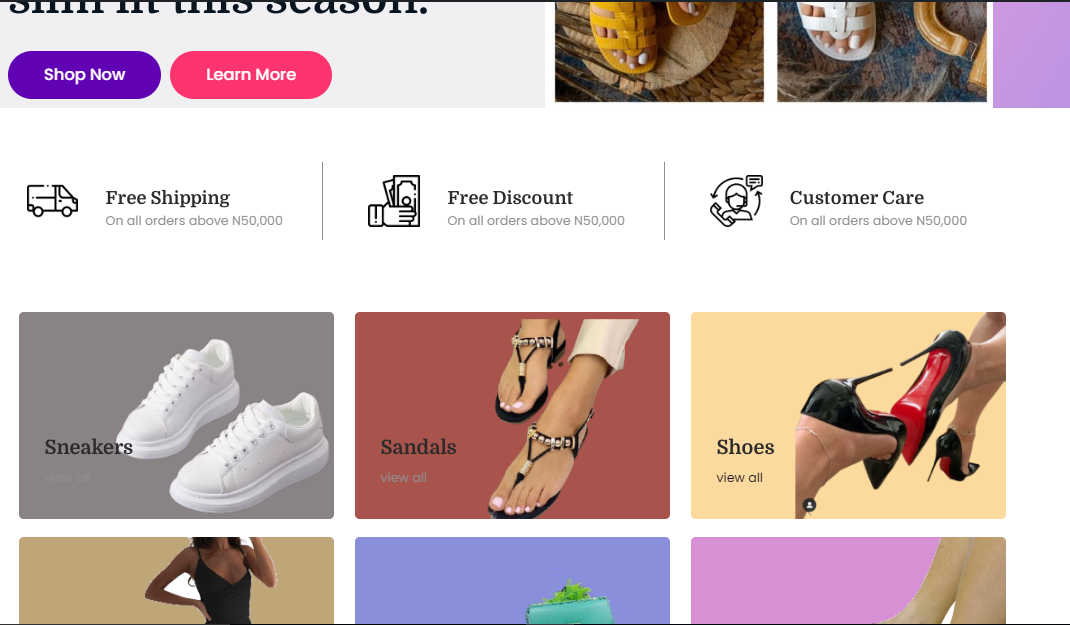 slim fit this season.
Shop Now
Learn More
Free Shipping
On all orders above N50,000
Free Discount
On all orders above N50,000
Customer Care
On all orders above N50,000
Sneakers
view all
Sandals
view all
Shoes
view all